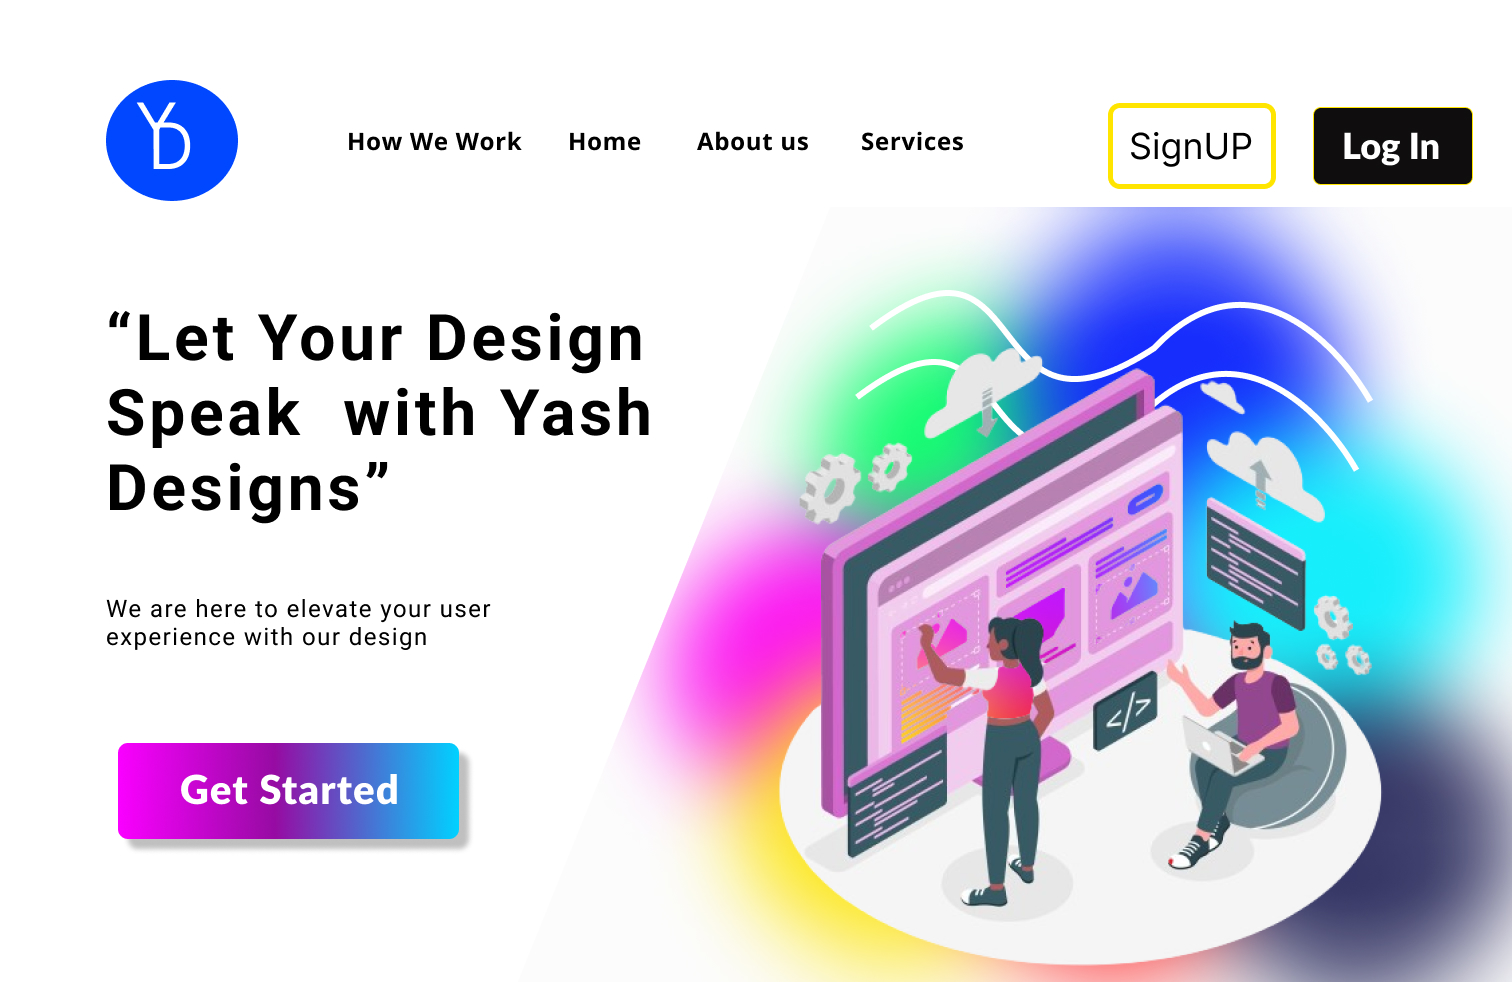 YD
How We Work Home About us Services
SignUP
Log In
“Let Your Design
Speak  with Yash
Designs”
We are here to elevate your user
experience with our design
Get Started
</>